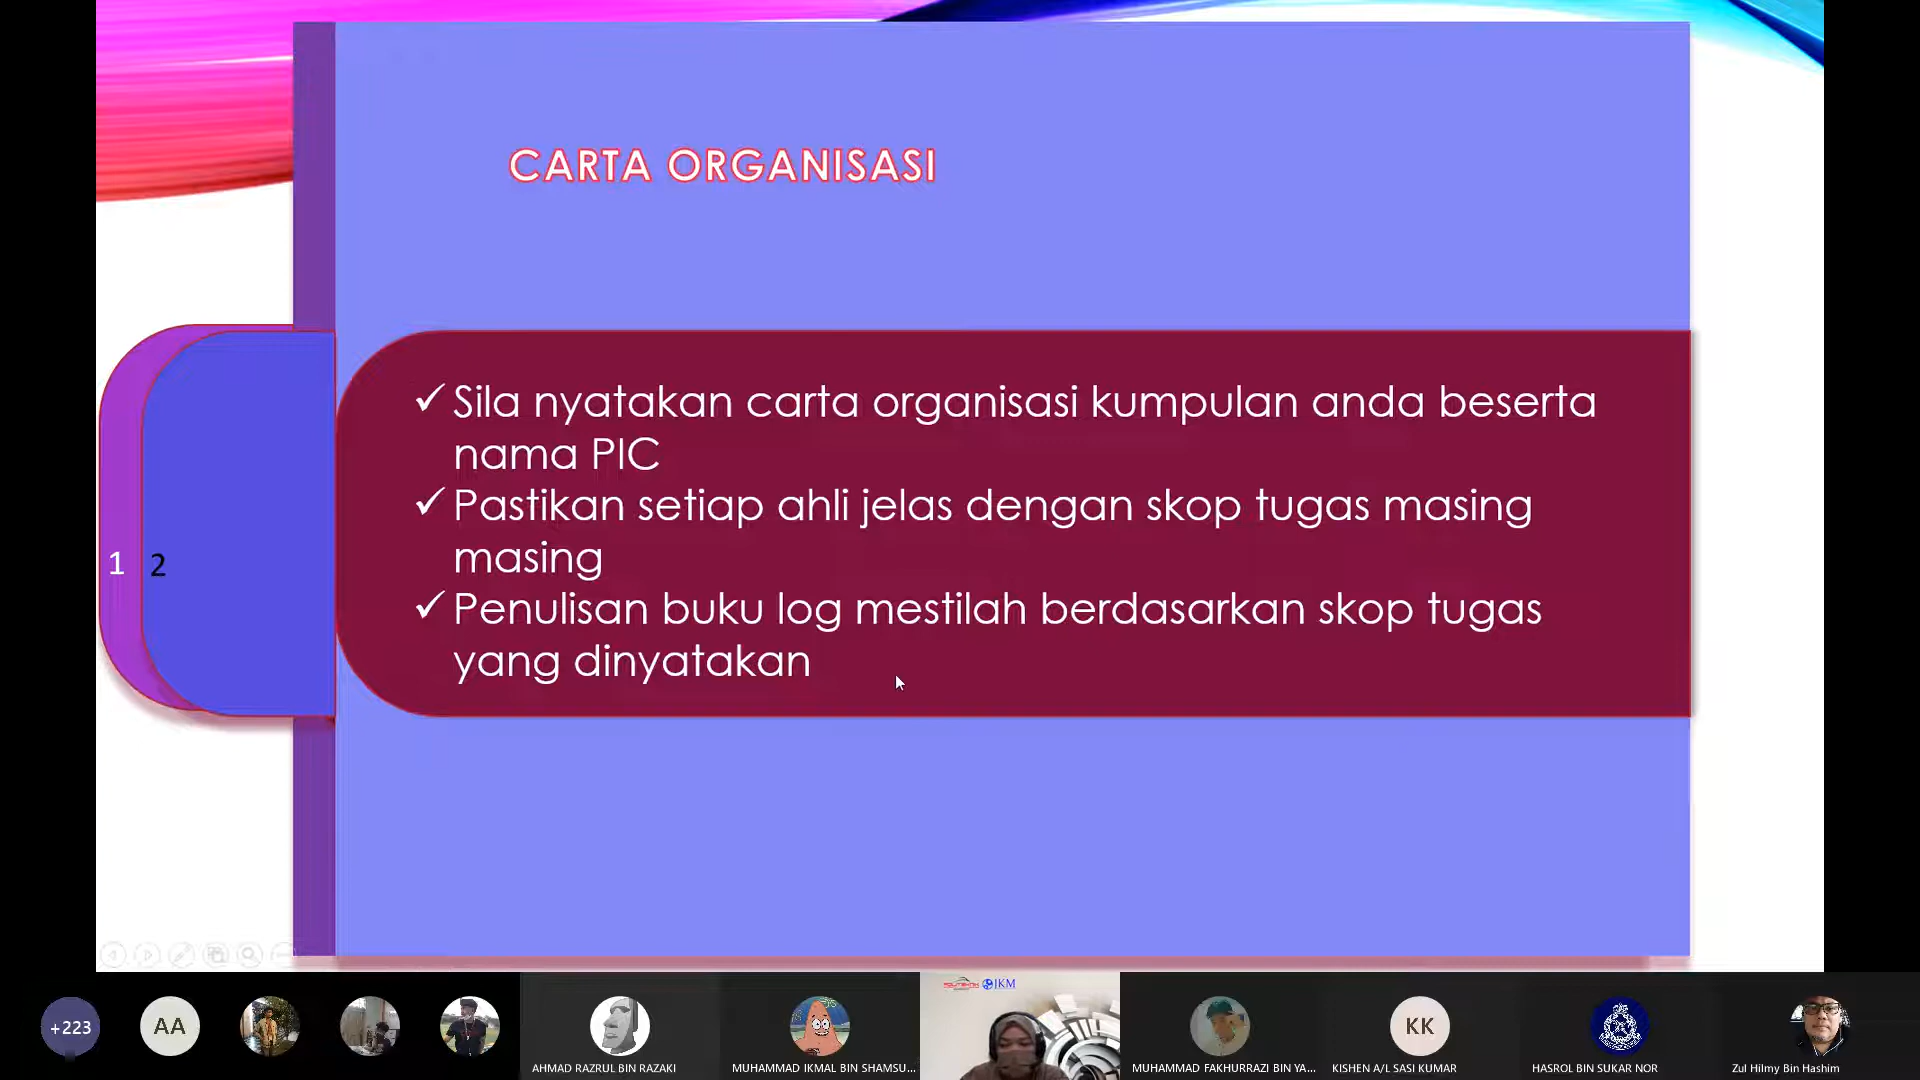 CARTA ORGANISASI
✓ Sila nyatakan carta organisasi kumpulan anda beserta
nama PIC
✓ Pastikan setiap ahli jelas dengan skop tugas masing
masing
✓ Penulisan buku log mestilah berdasarkan skop tugas
yang dinyatakan
1
2
JKM
+223
AA
KK
AHMAD RAZRUL BIN RAZAKI
MUHAMMAD IKMAL BIN SHAMSU...
MUHAMMAD FAKHURRAZI BIN YA...
KISHEN A/L SASI KUMAR
HASROL BIN SUKAR NOR
Zul Hilmy Bin Hashim